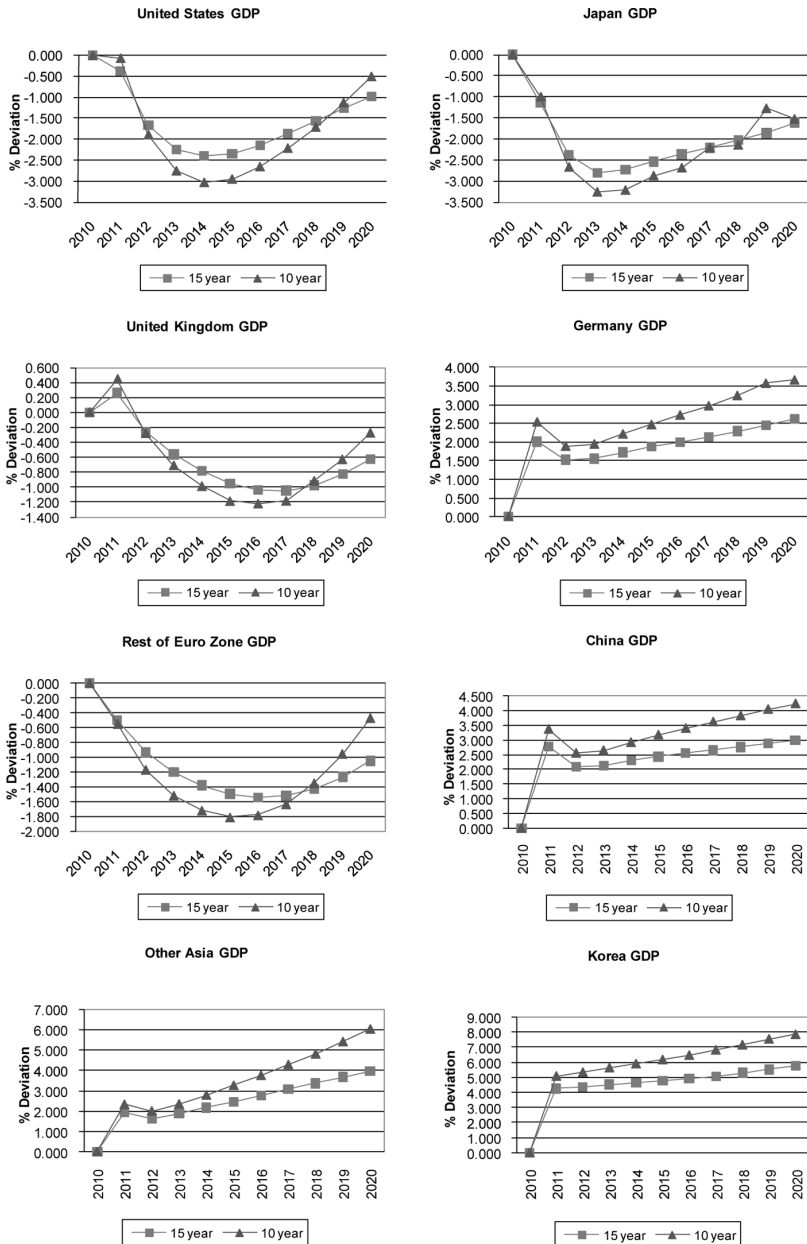 United States GDP
% Deviation
0.000
-0.500
-1.000
-1.500
-2.000
-2.500
-3.000
-3.500
2010 2011 2012 2013 2014 2015 2016 2017 2018 2019 2020
15 year 10 year
Japan GDP
% Deviation
0.000
-0.500
-1.000
-1.500
-2.000
-2.500
-3.000
-3.500
2010 2011 2012 2013 2014 2015 2016 2017 2018 2019 2020
15 year 10 year
United Kingdom GDP
% Deviation
0.600
0.400
0.200
0.000
-0.200
-0.400
-0.600
-0.800
-1.000
-1.200
-1.400
2010 2011 2012 2013 2014 2015 2016 2017 2018 2019 2020
15 year 10 year
Germany GDP
% Deviation
4.000
3.500
3.000
2.500
2.000
1.500
1.000
0.500
0.000
2010 2011 2012 2013 2014 2015 2016 2017 2018 2019 2020
15 year 10 year
Rest of Euro Zone GDP
% Deviation
0.000
-0.200
-0.400
-0.600
-0.800
-1.000
-1.200
-1.400
-1.600
-1.800
-2.000
2010 2011 2012 2013 2014 2015 2016 2017 2018 2019 2020
15 year 10 year
China GDP
% Deviation
4.500
4.000
3.500
3.000
2.500
2.000
1.500
1.000
0.500
0.000
2010 2011 2012 2013 2014 2015 2016 2017 2018 2019 2020
15 year 10 year
Other Asia GDP
% Deviation
7.000
6.000
5.000
4.000
3.000
2.000
1.000
0.000
2010 2011 2012 2013 2014 2015 2016 2017 2018 2019 2020
15 year 10 year
Korea GDP
% Deviation
9.000
8.000
7.000
6.000
5.000
4.000
3.000
2.000
1.000
0.000
2010 2011 2012 2013 2014 2015 2016 2017 2018 2019 2020
15 year 10 year